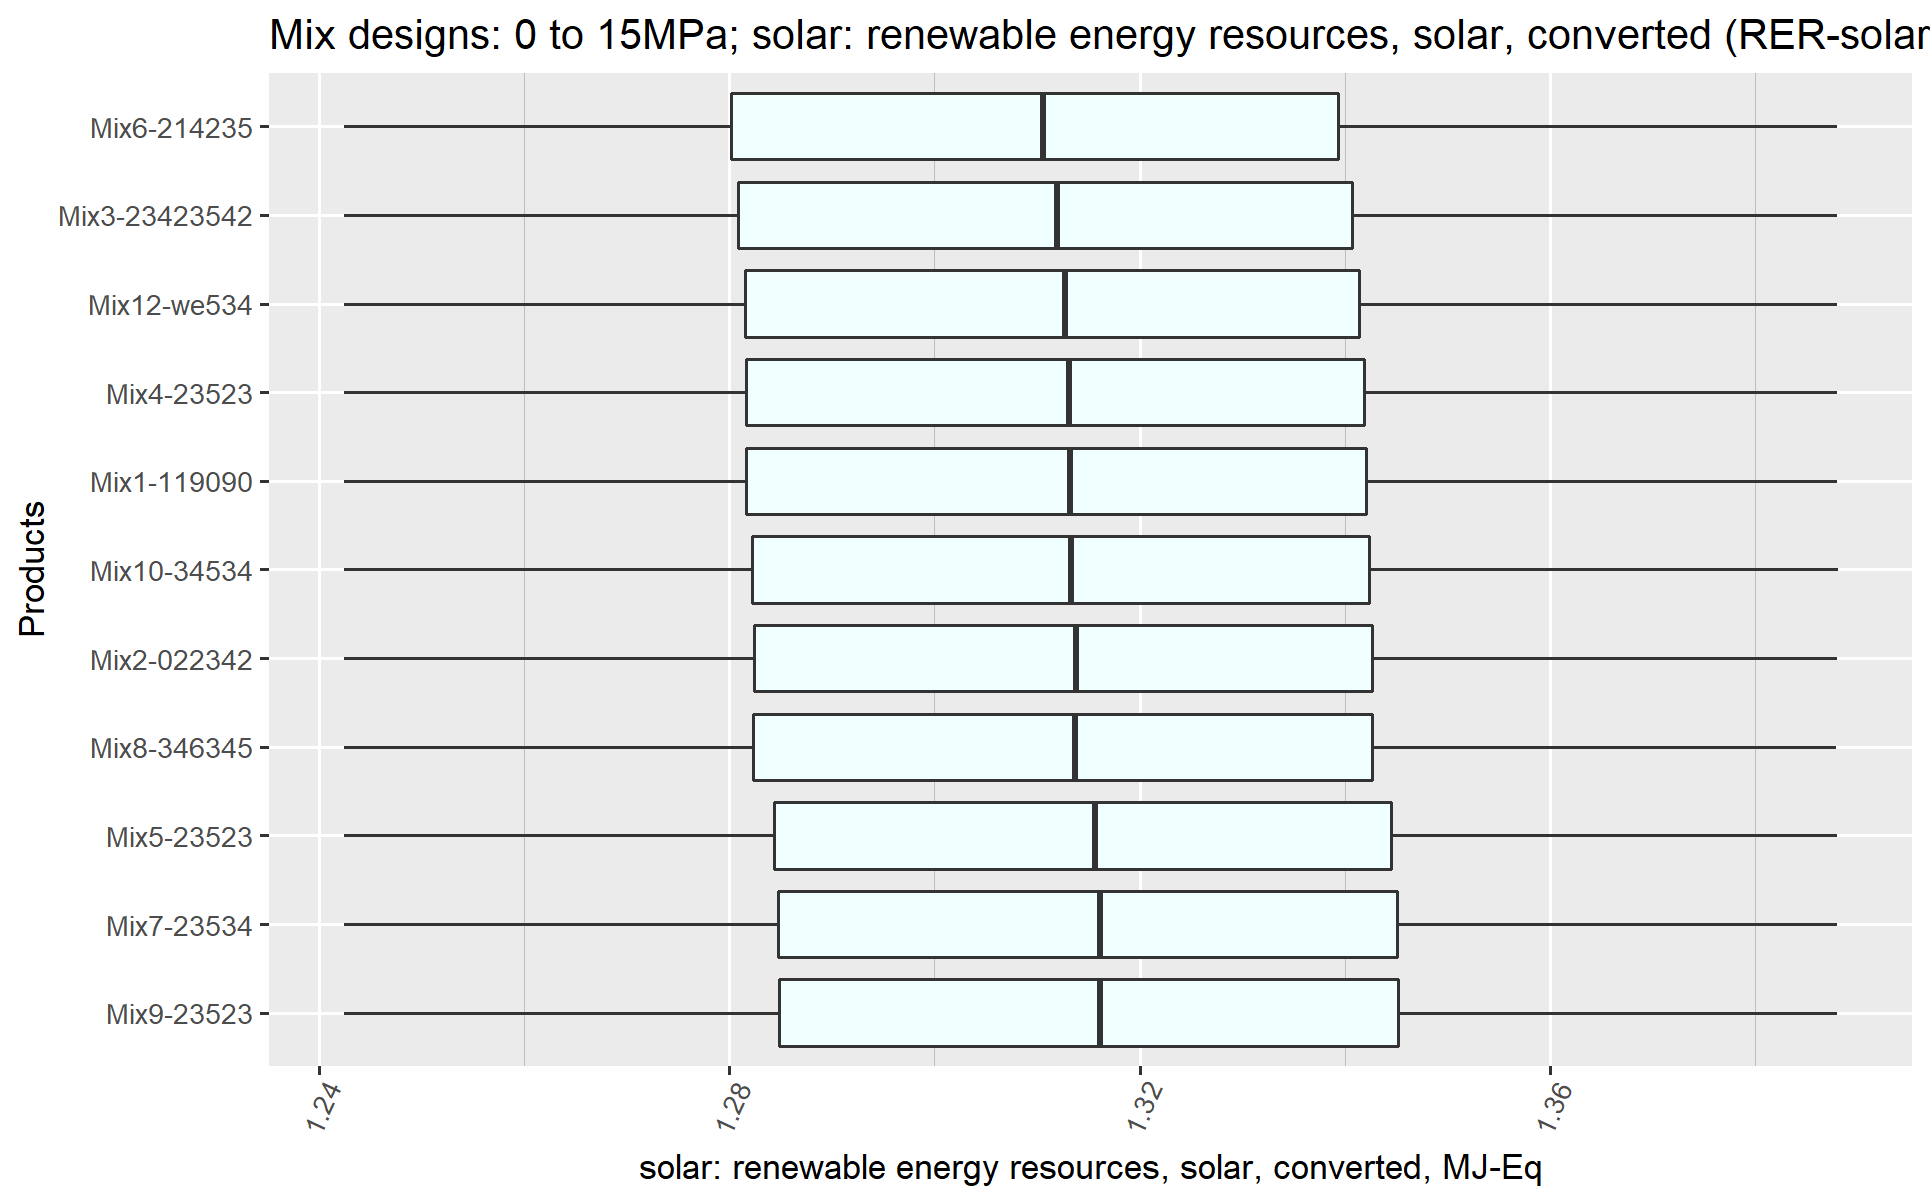 Mix designs: 0 to 15MPa; solar: renewable energy resources, solar, converted (RER-solar
Mix6-214235
Mix3-23423542
Mix12-we534
Mix4-23523
Mix1-119090
Mix10-34534
Mix2-022342
Mix8-346345
Mix5-23523
Mix7-23534
Mix9-23523
Products
1.24
1.28
1.32
1.36
solar: renewable energy resources, solar, converted, MJ-Eq